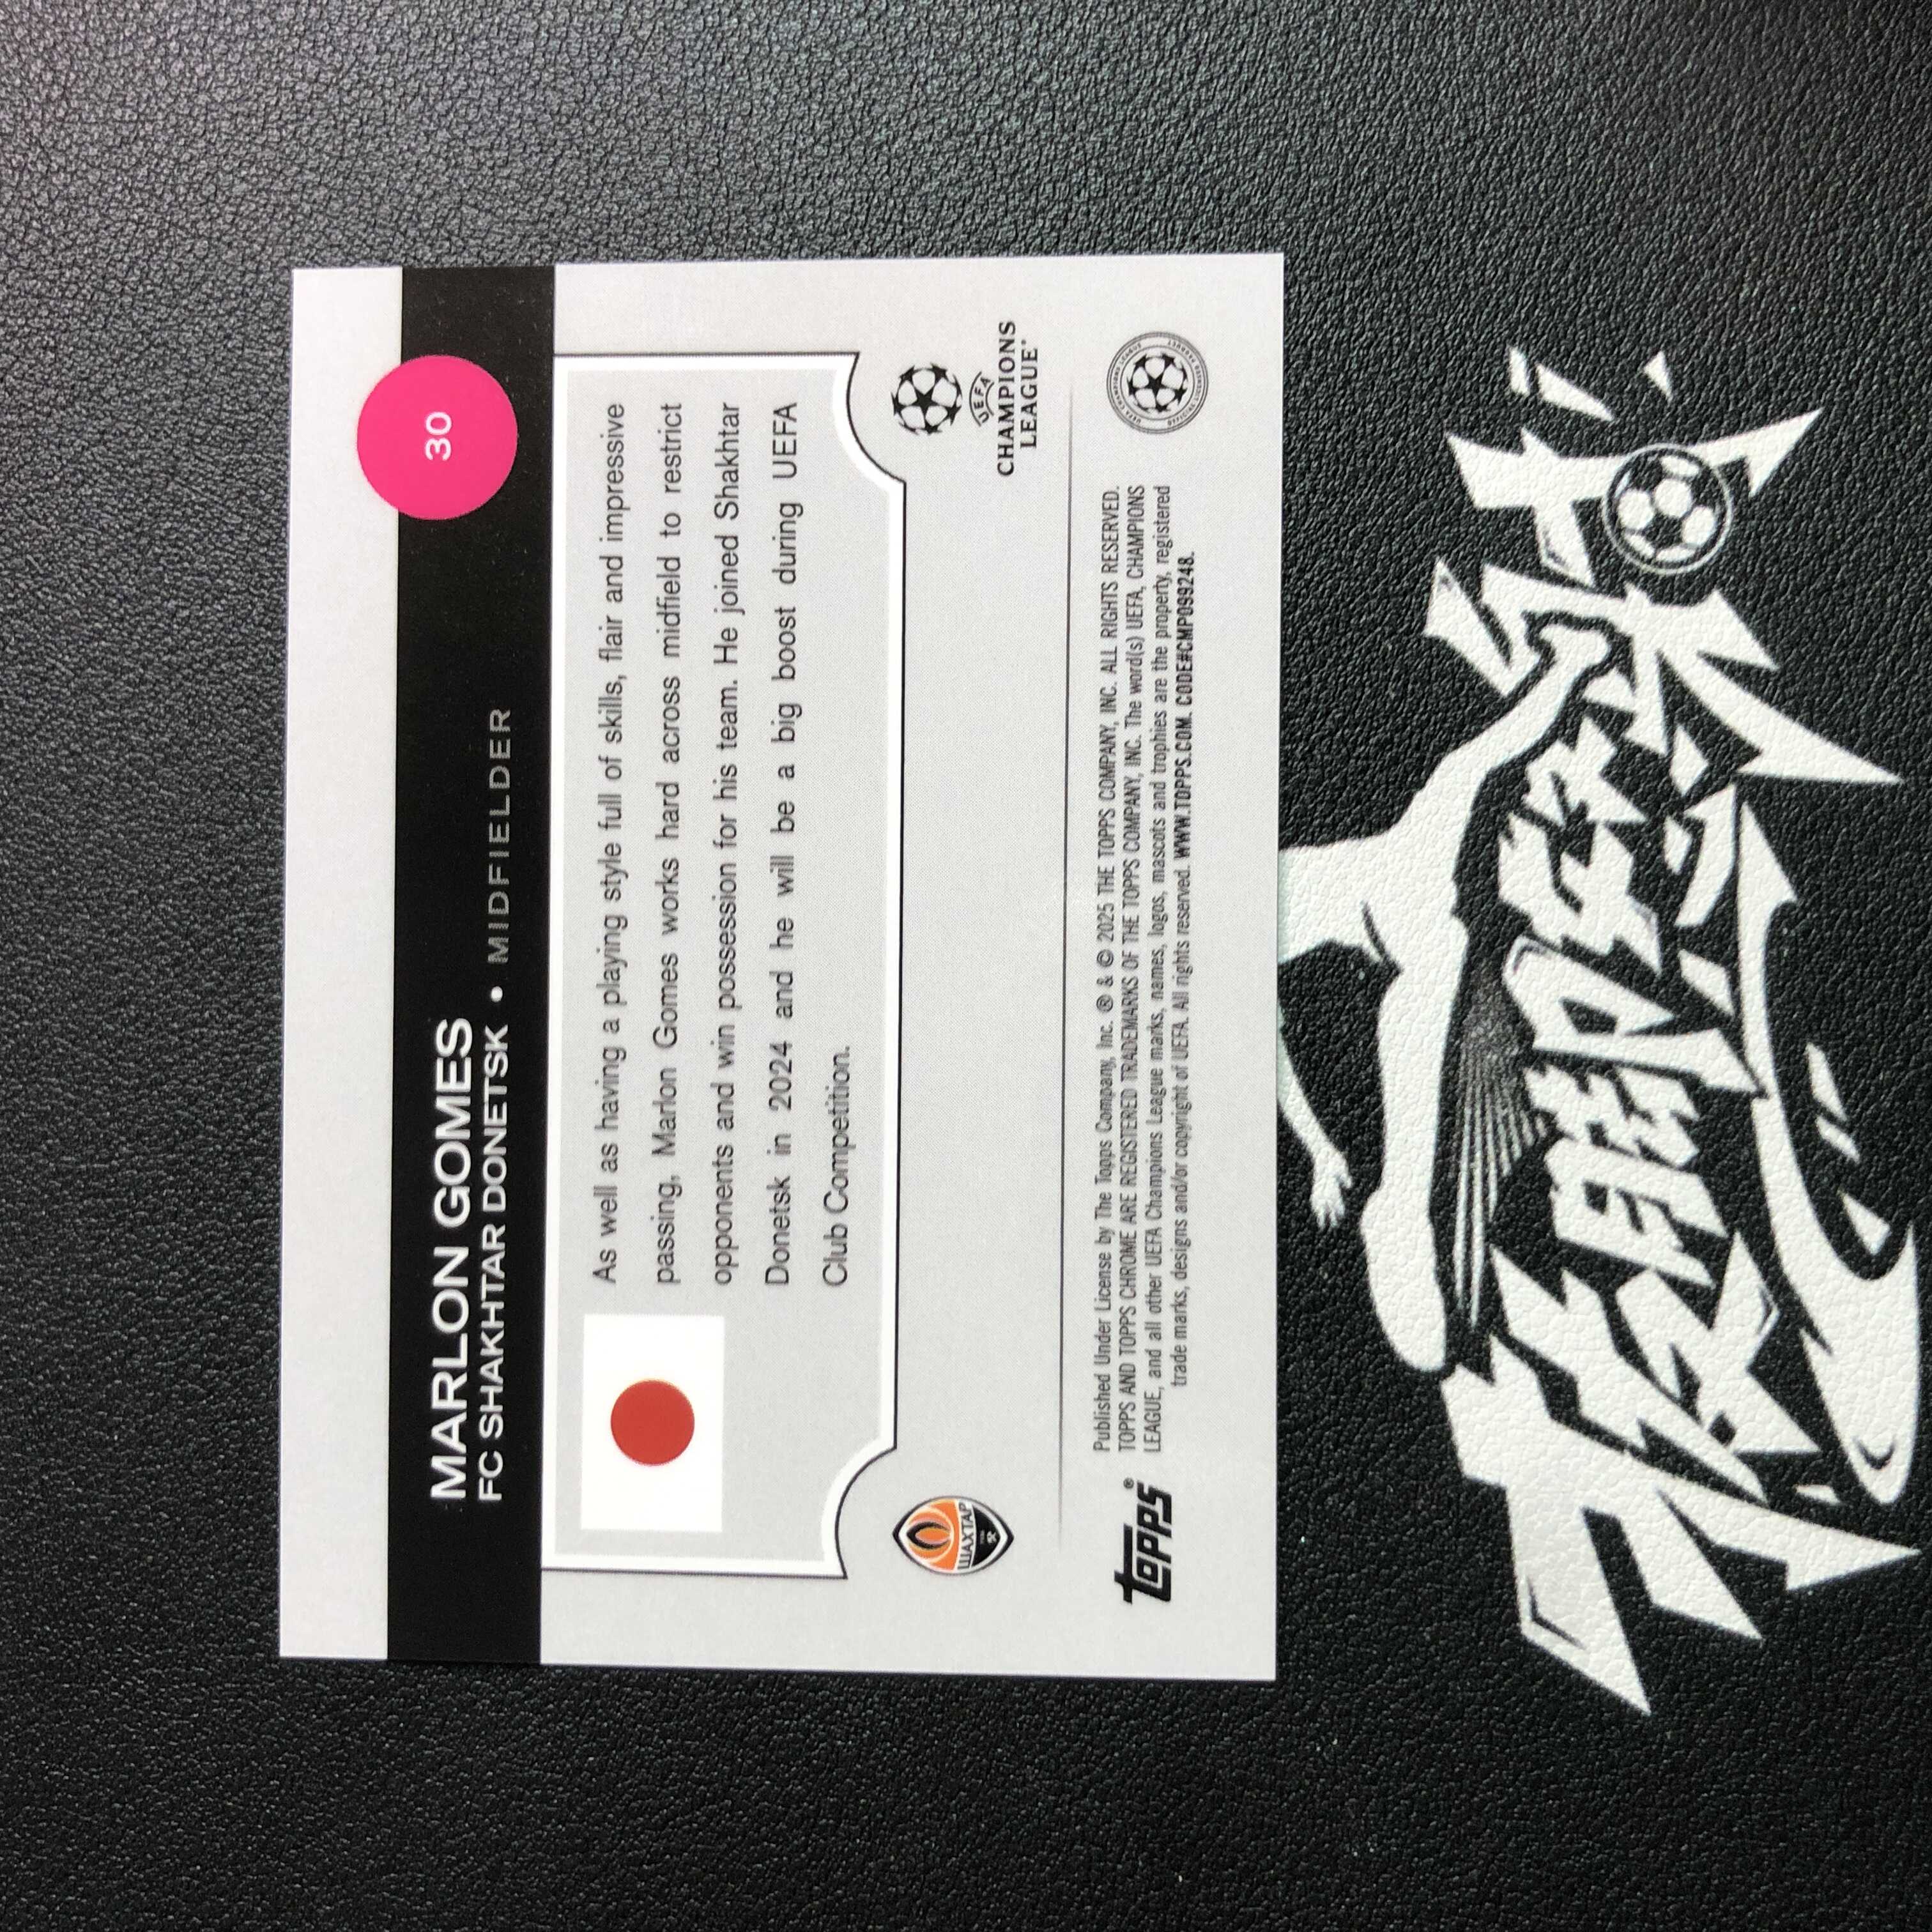 30
MARLON GOMES
FC SHAKHTAR DONETSK • MIDFIELDER
As well as having a playing style full of skills, flair and impressive
passing, Marlon Gomes works hard across midfield to restrict
opponents and win possession for his team. He joined Shakhtar
Donetsk in 2024 and he will be a big boost during UEFA
Club Competition.
ШАХТАР
UEFA
CHAMPIONS
LEAGUE®
topps®
Published Under License by The Topps Company, Inc. ® & © 2025 THE TOPPS COMPANY, INC. ALL RIGHTS RESERVED.
TOPPS AND TOPPS CHROME ARE REGISTERED TRADEMARKS OF THE TOPPS COMPANY, INC. The word(s) UEFA, CHAMPIONS
LEAGUE, and all other UEFA Champions League marks, names, logos, mascots and trophies are the property, registered
trade marks, designs and/or copyright of UEFA. All rights reserved. WWW.TOPPS.COM. CODE#CMP099248.